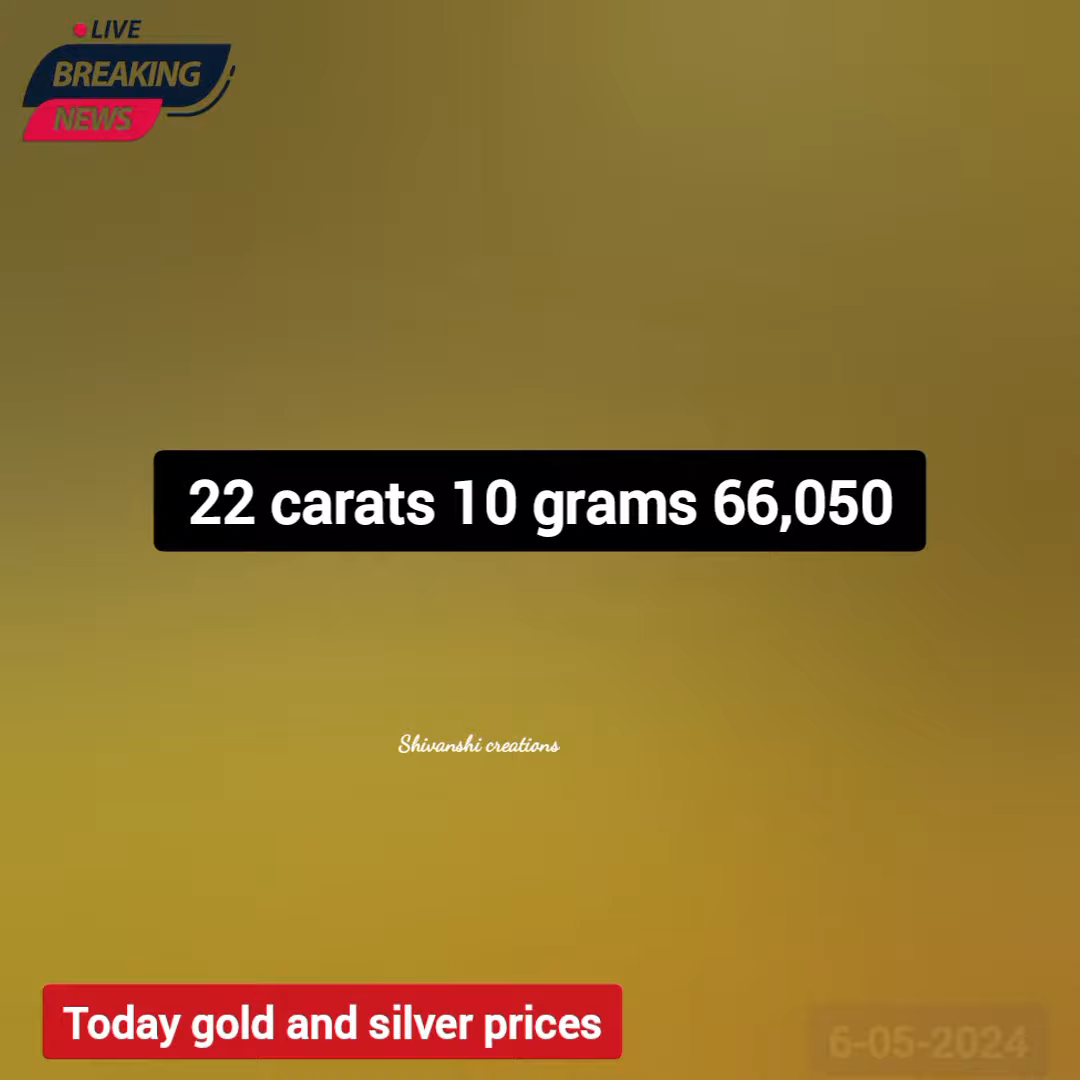 LIVE
BREAKING
NEWS
22 carats 10 grams 66,050
Shivanshi creations
Today gold and silver prices
6-05-2024